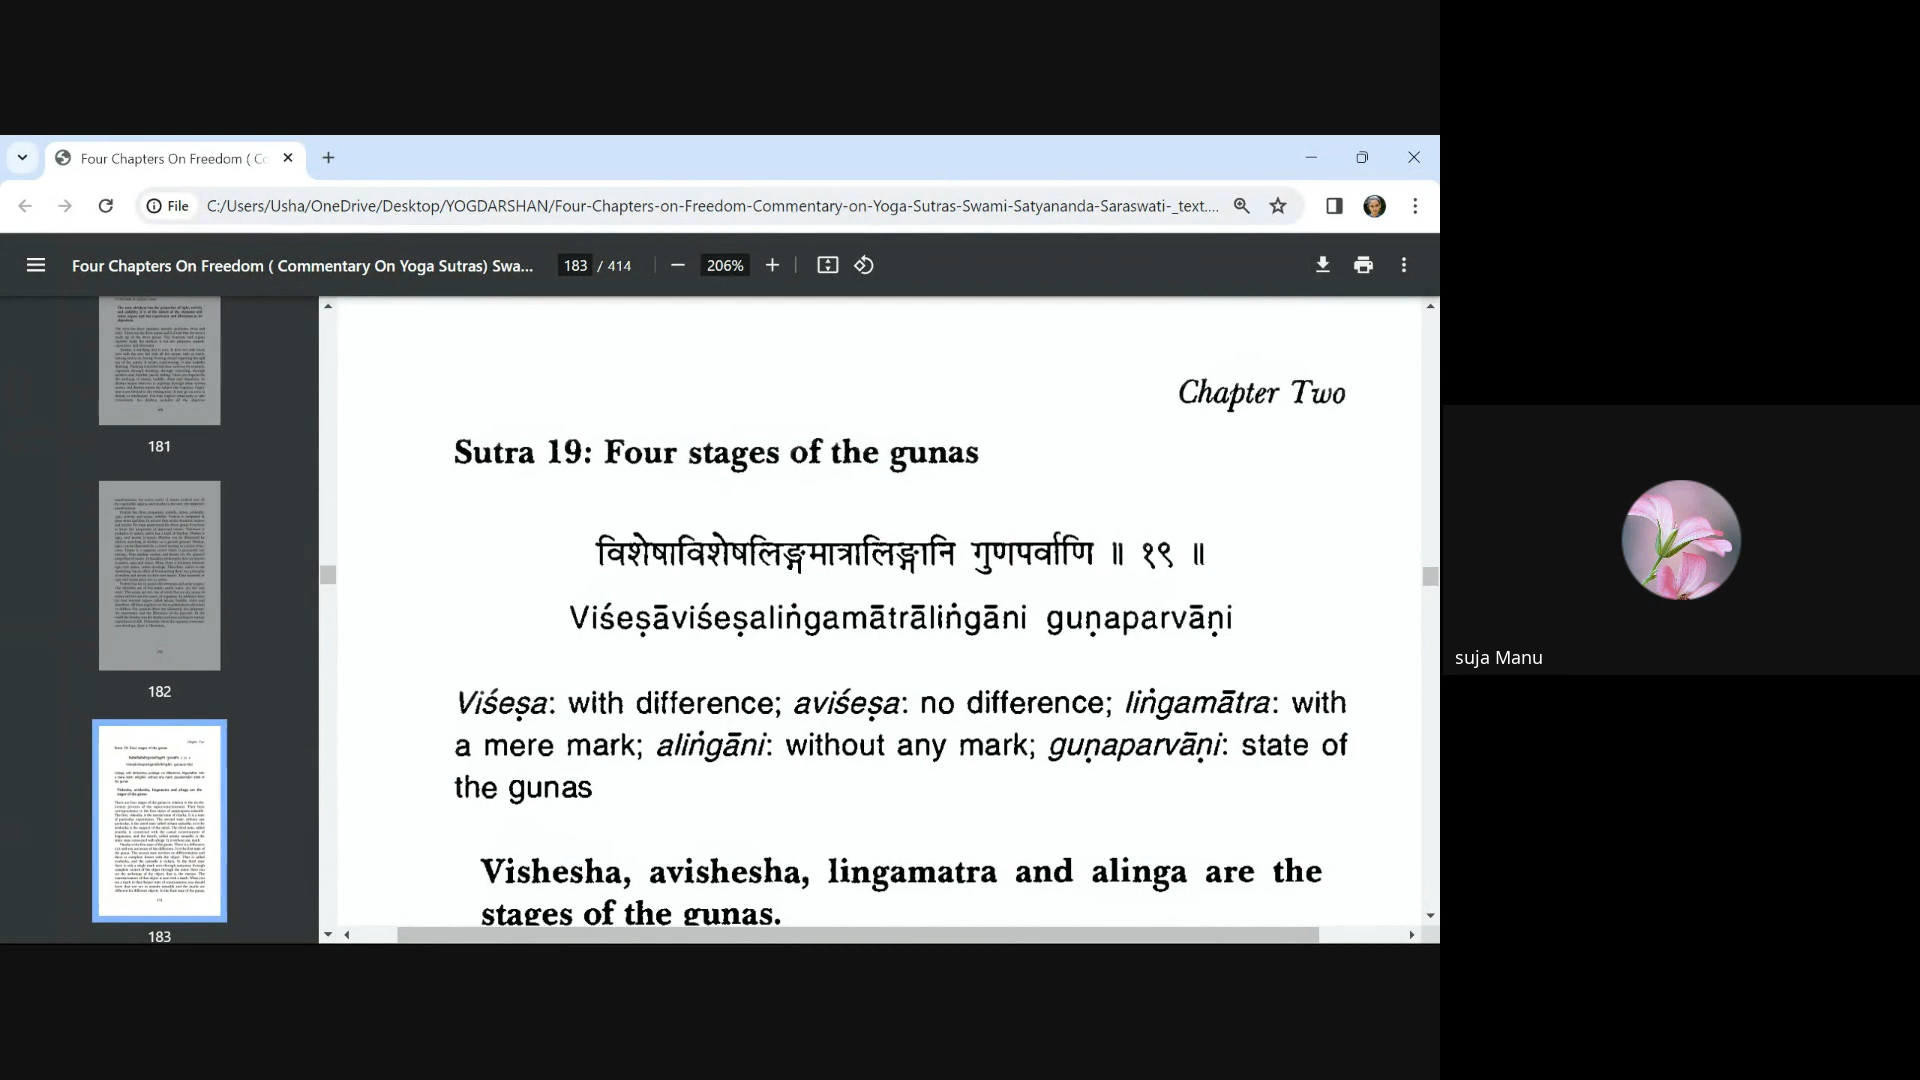 Four Chapters On Freedom ( Co
File
C:/Users/Usha/OneDrive/Desktop/YOGDARSHAN/Four-Chapters-on-Freedom-Commentary-on-Yoga-Sutras-Swami-Satyananda-Saraswati-_text....
Four Chapters On Freedom ( Commentary On Yoga Sutras) Swa...
183 / 414
206%
181
182
183
Chapter Two
Sutra 19: Four stages of the gunas
विशेषाविशेषलिङ्गमात्रालिङ्गानि गुणपर्वाणि ॥ १९ ॥
Viśeṣāviśeṣaliṅgamātrāliṅgāni guṇaparvāṇi
Viśeṣa: with difference; aviśeṣa: no difference; liṅgamātra: with
a mere mark; aliṅgāni: without any mark; guṇaparvāṇi: state of
the gunas
Vishesha, avishesha, lingamatra and alinga are the
stages of the gunas.
suja Manu